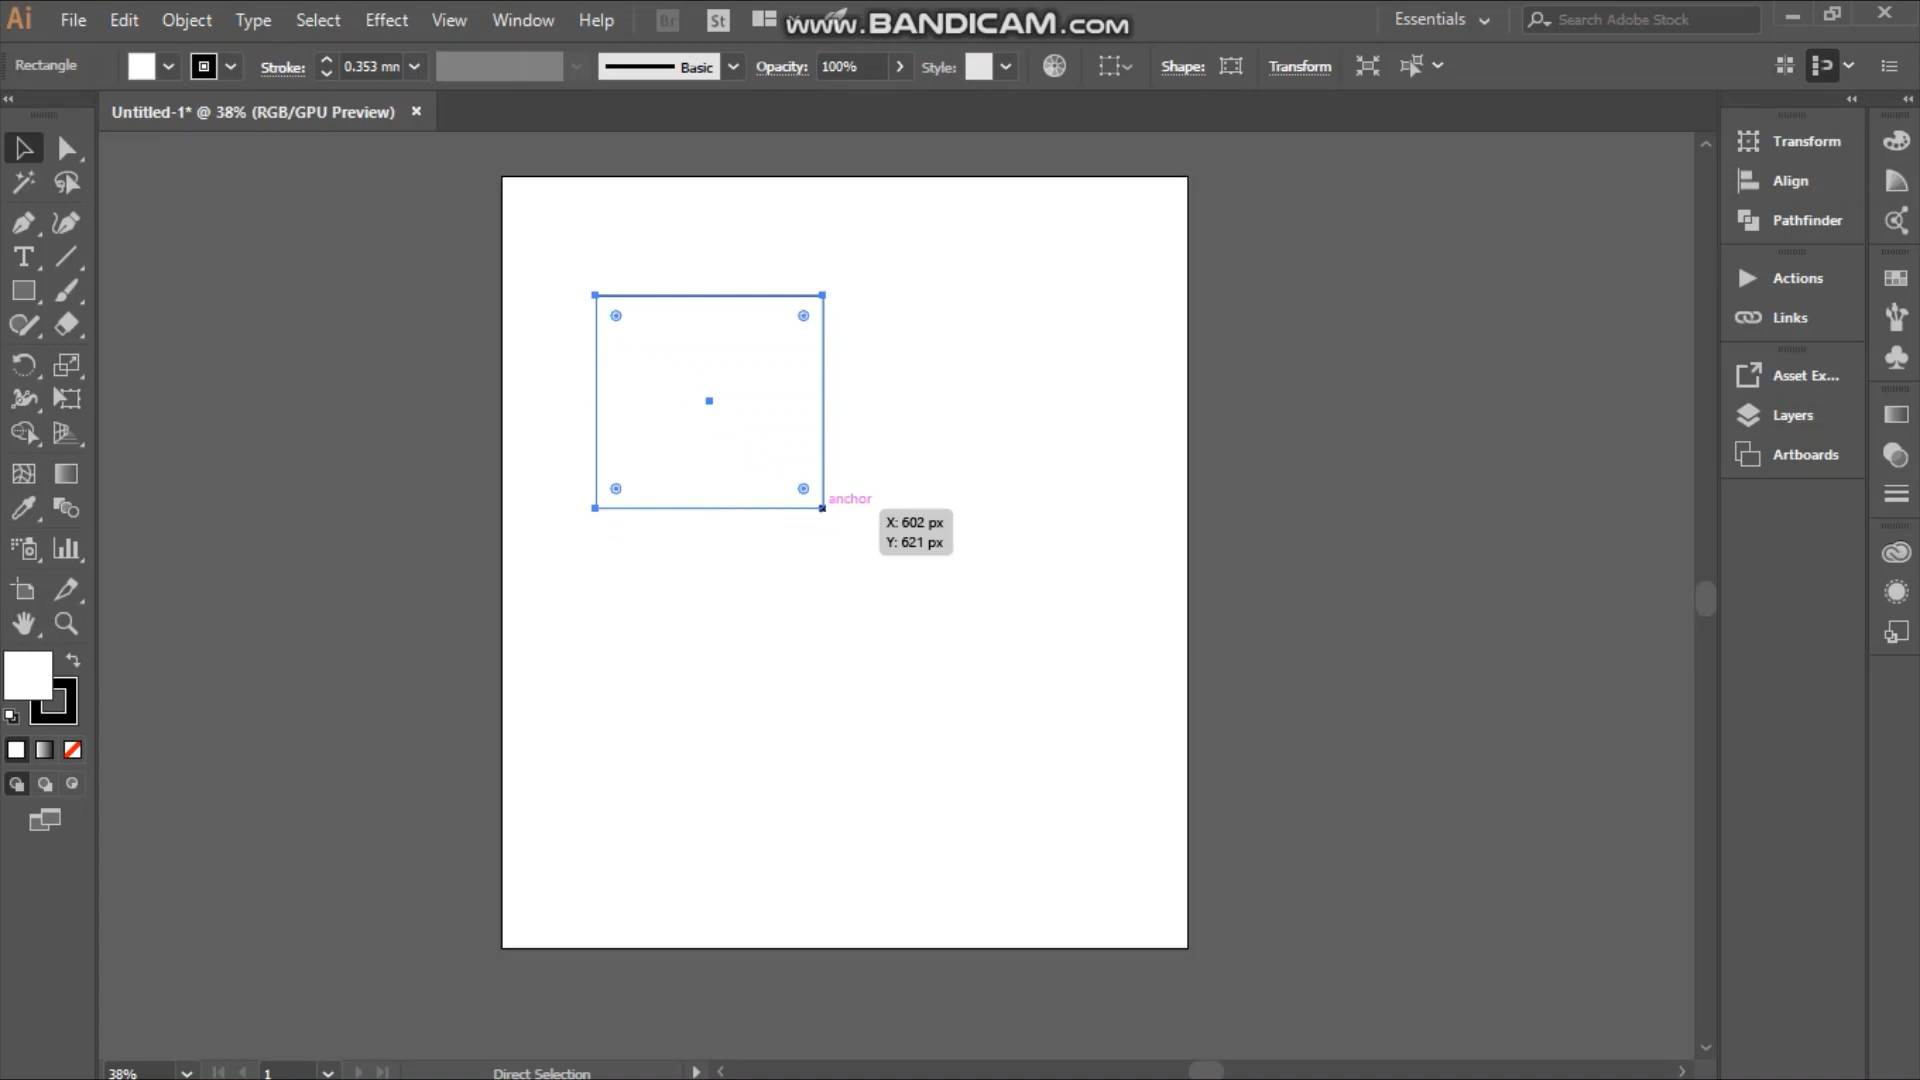 Ai File Edit Object Type Select Effect View Window Help Br St www.BANDICAM.com Essentials Search Adobe Stock
Rectangle Stroke: 0.353 mm Basic Opacity: 100% Style: Shape: Transform
Untitled-1* @ 38% (RGB/GPU Preview)
Transform
Align
Pathfinder
Actions
Links
Asset Ex...
Layers
Artboards
anchor
X: 602 px
Y: 621 px
38% 1 Direct Selection